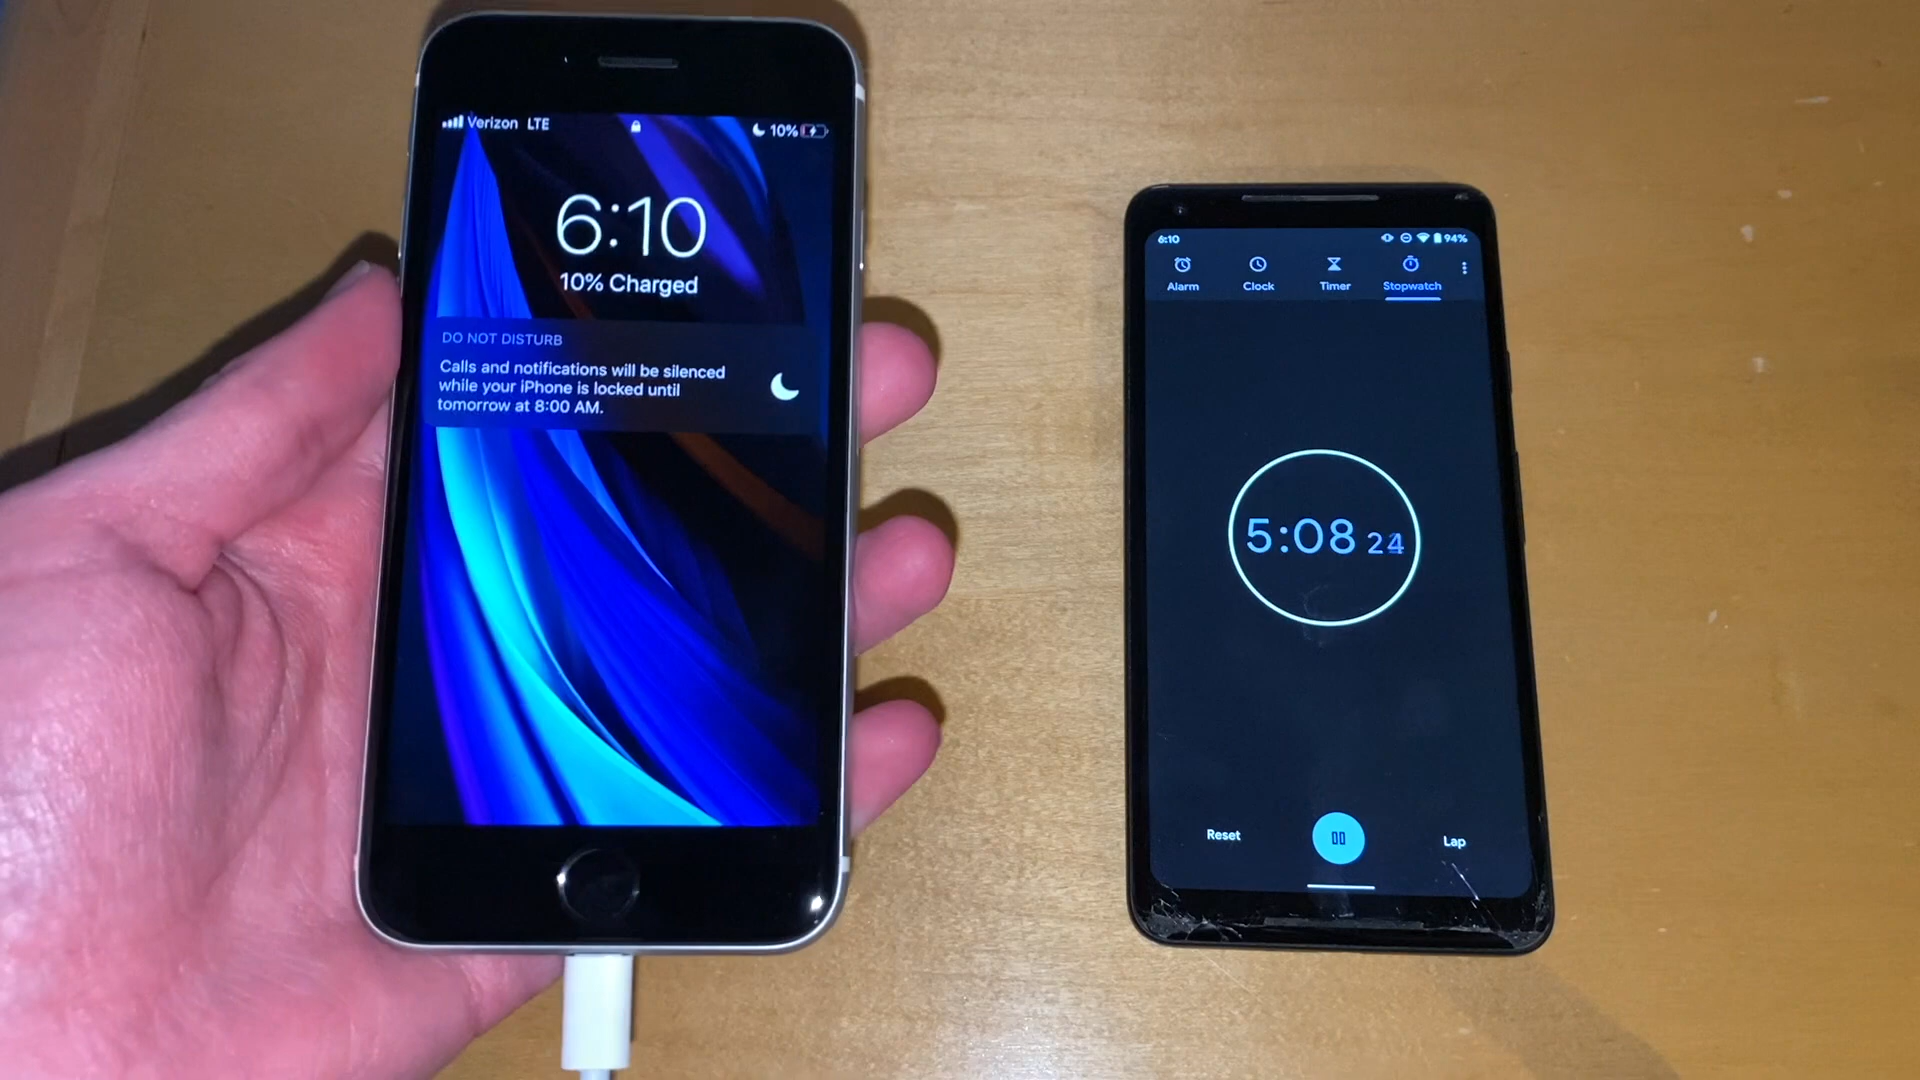 Verizon LTE
10%
6:10
10% Charged
DO NOT DISTURB
Calls and notifications will be silenced
while your iPhone is locked until
tomorrow at 8:00 AM.
6:10
94%
Alarm
Clock
Timer
Stopwatch
5:08 24
Reset
Lap